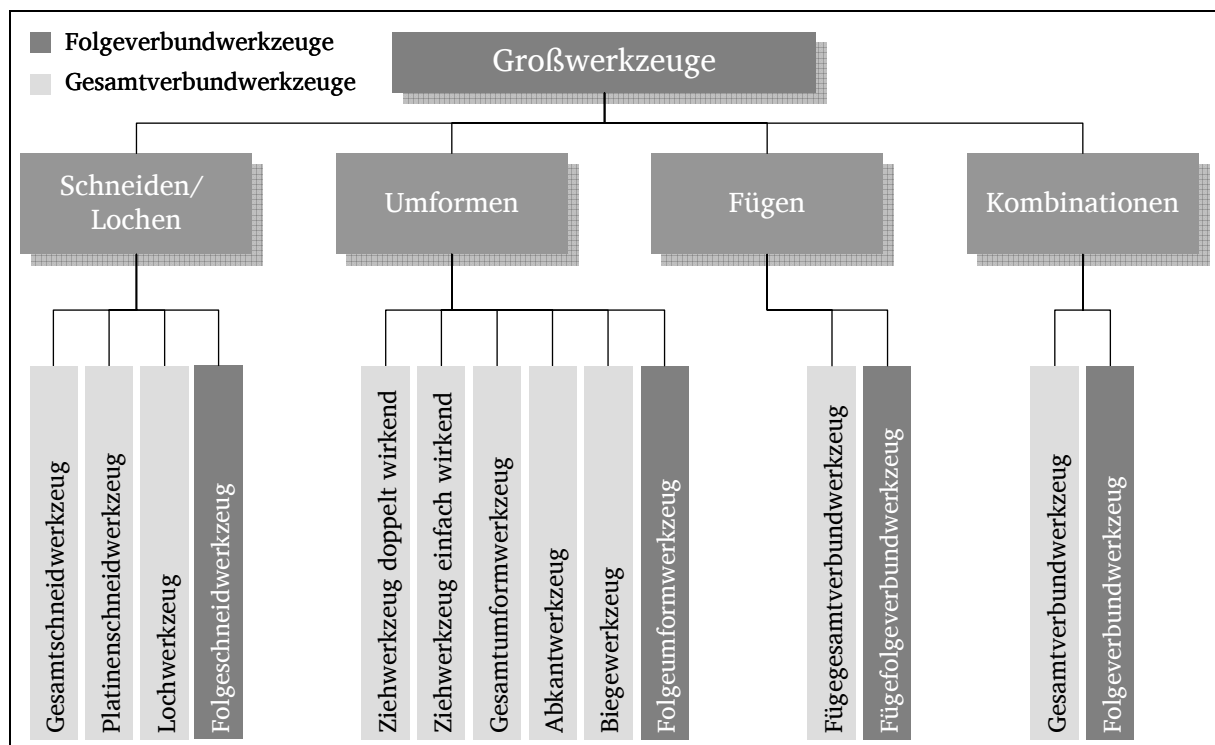 Folgeverbundwerkzeuge
Gesamtverbundwerkzeuge
Großwerkzeuge
Schneiden/
Lochen
Umformen
Fügen
Kombinationen
Gesamtschneidwerkzeug
Platinenschneidwerkzeug
Lochwerkzeug
Folgeschneidwerkzeug
Ziehwerkzeug doppelt wirkend
Ziehwerkzeug einfach wirkend
Gesamtumformwerkzeug
Abkantwerkzeug
Biegewerkzeug
Folgeumformwerkzeug
Fügegesamtverbundwerkzeug
Fügefolgeverbundwerkzeug
Gesamtverbundwerkzeug
Folgeverbundwerkzeug